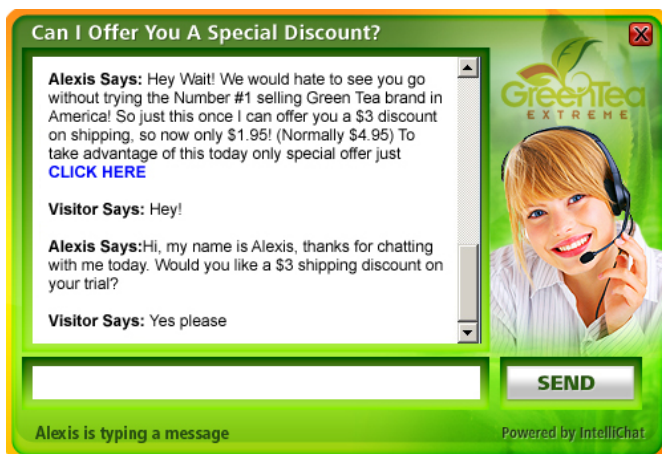 Can I Offer You A Special Discount?
Alexis Says: Hey Wait! We would hate to see you go
without trying the Number #1 selling Green Tea brand in
America! So just this once I can offer you a $3 discount
on shipping, so now only $1.95! (Normally $4.95) To
take advantage of this today only special offer just
CLICK HERE
Visitor Says: Hey!
Alexis Says:Hi, my name is Alexis, thanks for chatting
with me today. Would you like a $3 shipping discount on
your trial?
Visitor Says: Yes please
GreenTea
EXTREME
SEND
Alexis is typing a message
Powered by IntelliChat